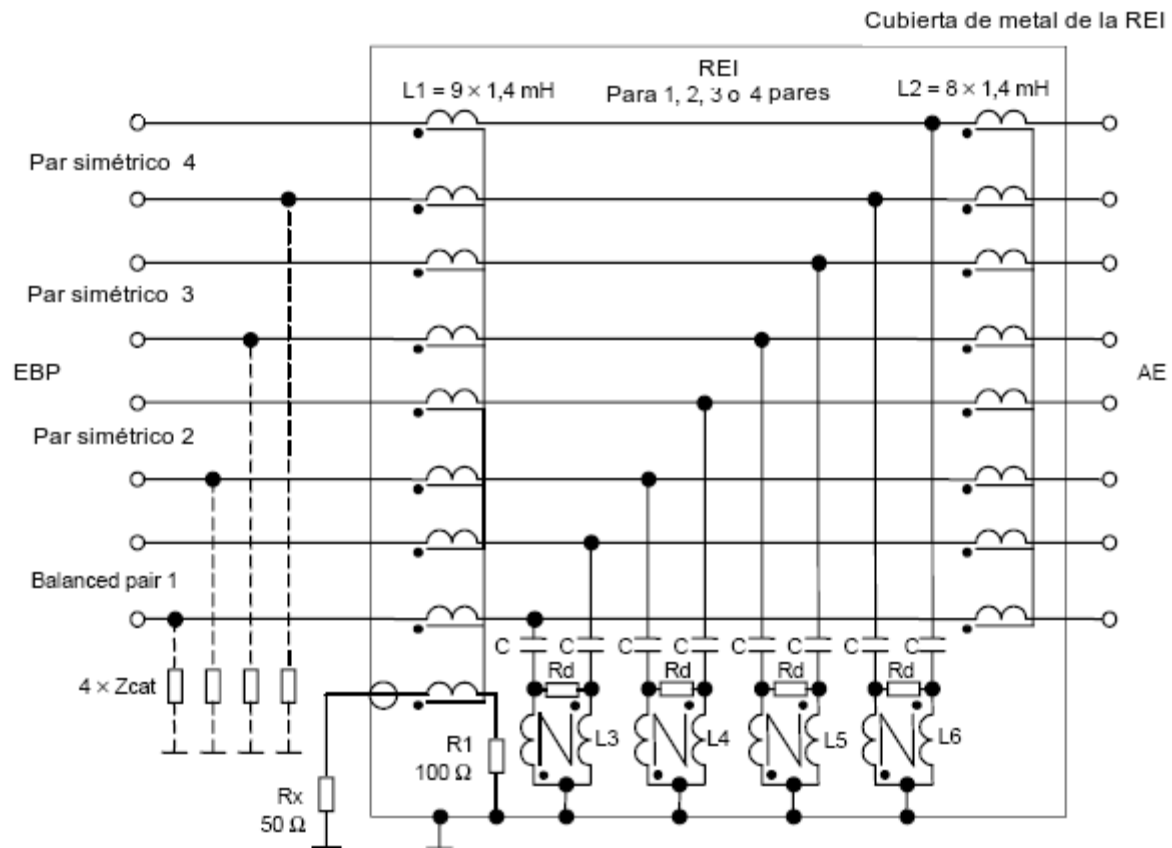 Cubierta de metal de la REI
REI
L1 = 9 × 1,4 mH
Para 1, 2, 3 o 4 pares
L2 = 8 × 1,4 mH
Par simétrico 4
Par simétrico 3
EBP
AE
Par simétrico 2
Balanced pair 1
C C C C C C C C
4 × Zcat
Rd Rd Rd Rd
L3 L4 L5 L6
R1
100 Ω
Rx
50 Ω